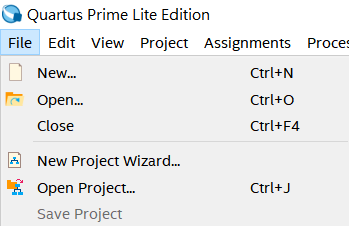 Quartus Prime Lite Edition
File Edit View Project Assignments Proces
New... Ctrl+N
Open... Ctrl+O
Close Ctrl+F4
New Project Wizard...
Open Project... Ctrl+J
Save Project